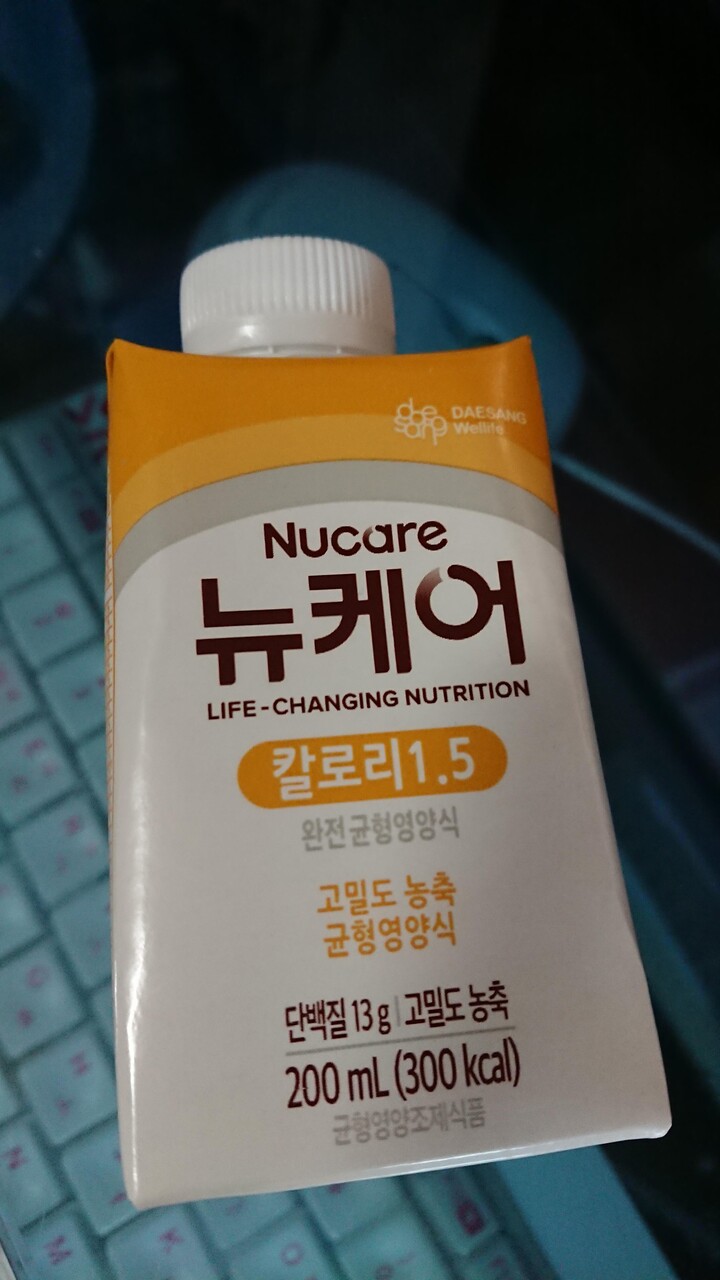 DAESANG
Wellife
Nucare
뉴케어
LIFE-CHANGING NUTRITION
칼로리1.5
완전균형영양식
고밀도 농축
균형영양식
단백질 13 g | 고밀도 농축
200 mL (300 kcal)
균형영양조제식품